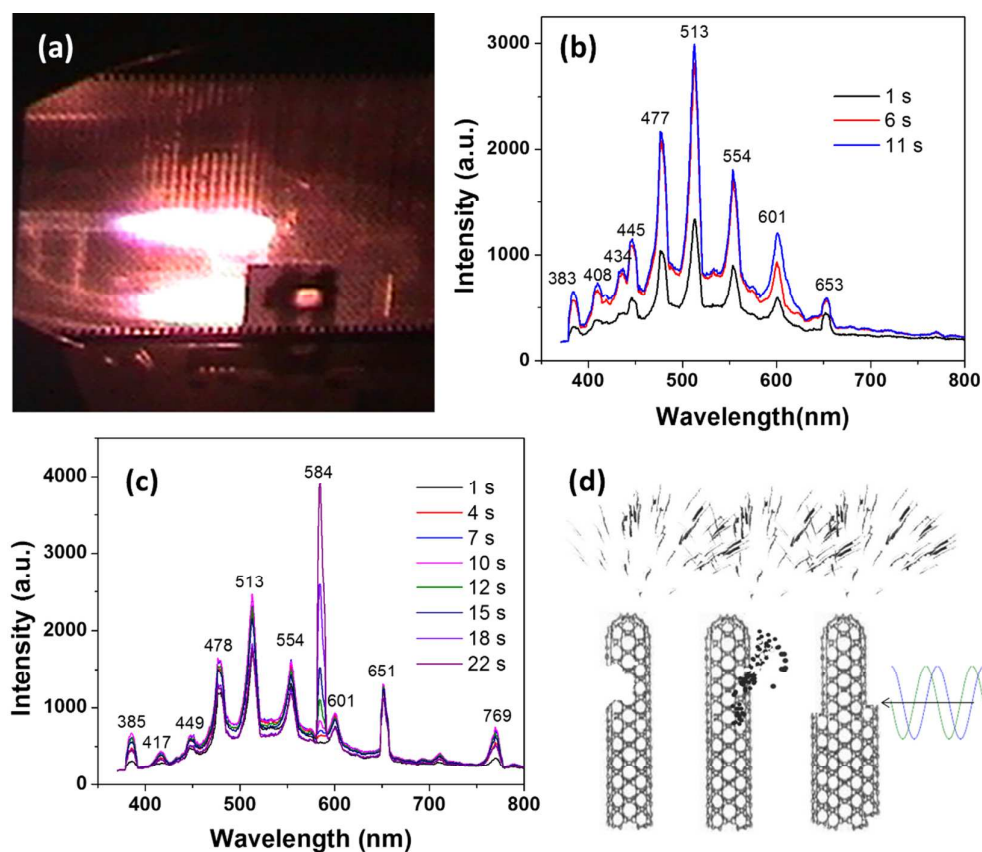 (a)
(b)
3000
2000
1000
0
Intensity (a.u.)
383
408
434
445
477
513
554
601
653
1 s
6 s
11 s
400
500
600
700
800
Wavelength(nm)
(c)
4000
3000
2000
1000
0
Intensity (a.u.)
385
417
449
478
513
554
584
601
651
769
1 s
4 s
7 s
10 s
12 s
15 s
18 s
22 s
400
500
600
700
800
Wavelength (nm)
(d)